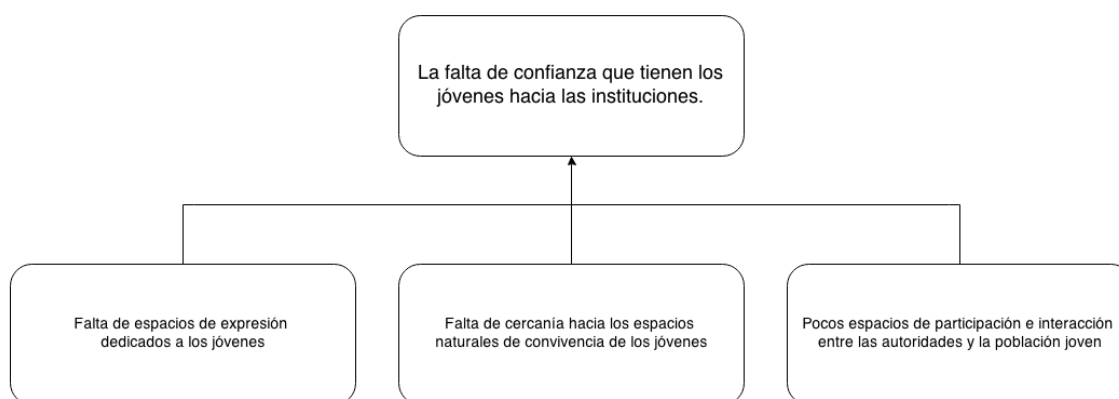 La falta de confianza que tienen los
jóvenes hacia las instituciones.
Falta de espacios de expresión
dedicados a los jóvenes
Falta de cercanía hacia los espacios
naturales de convivencia de los jóvenes
Pocos espacios de participación e interacción
entre las autoridades y la población joven